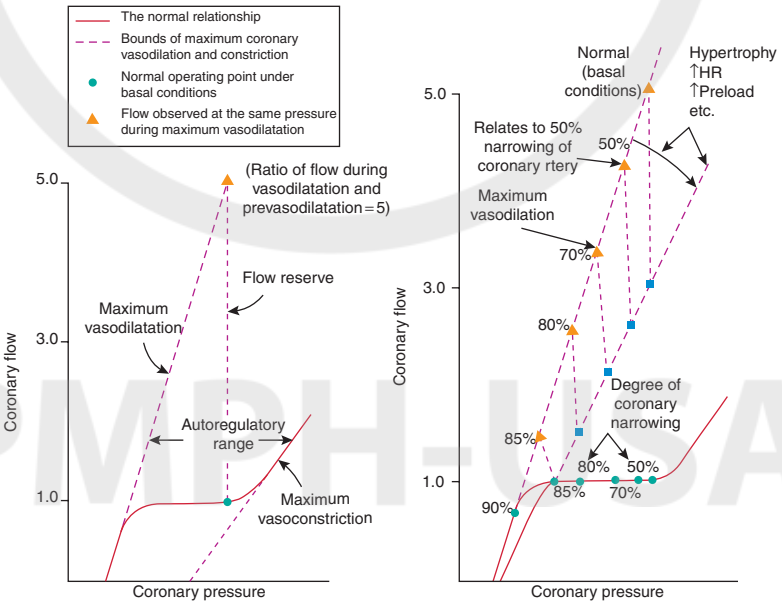 The normal relationship
Bounds of maximum coronary
vasodilation and constriction
Normal operating point under
basal conditions
Flow observed at the same pressure
during maximum vasodilatation
5.0
(Ratio of flow during
vasodilatation and
prevasodilatation=5)
Flow reserve
Maximum
vasodilatation
3.0
Coronary flow
Autoregulatory
range
1.0
Maximum
vasoconstriction
Coronary pressure
Normal
(basal
conditions)
Hypertrophy
↑HR
↑Preload
etc.
5.0
Relates to 50%
narrowing of
coronary rtery
50%
Maximum
vasodilation
70%
3.0
80%
Coronary flow
Degree of
coronary
narrowing
85%
80%
50%
1.0
85%
70%
90%
Coronary pressure
PMPH-USA